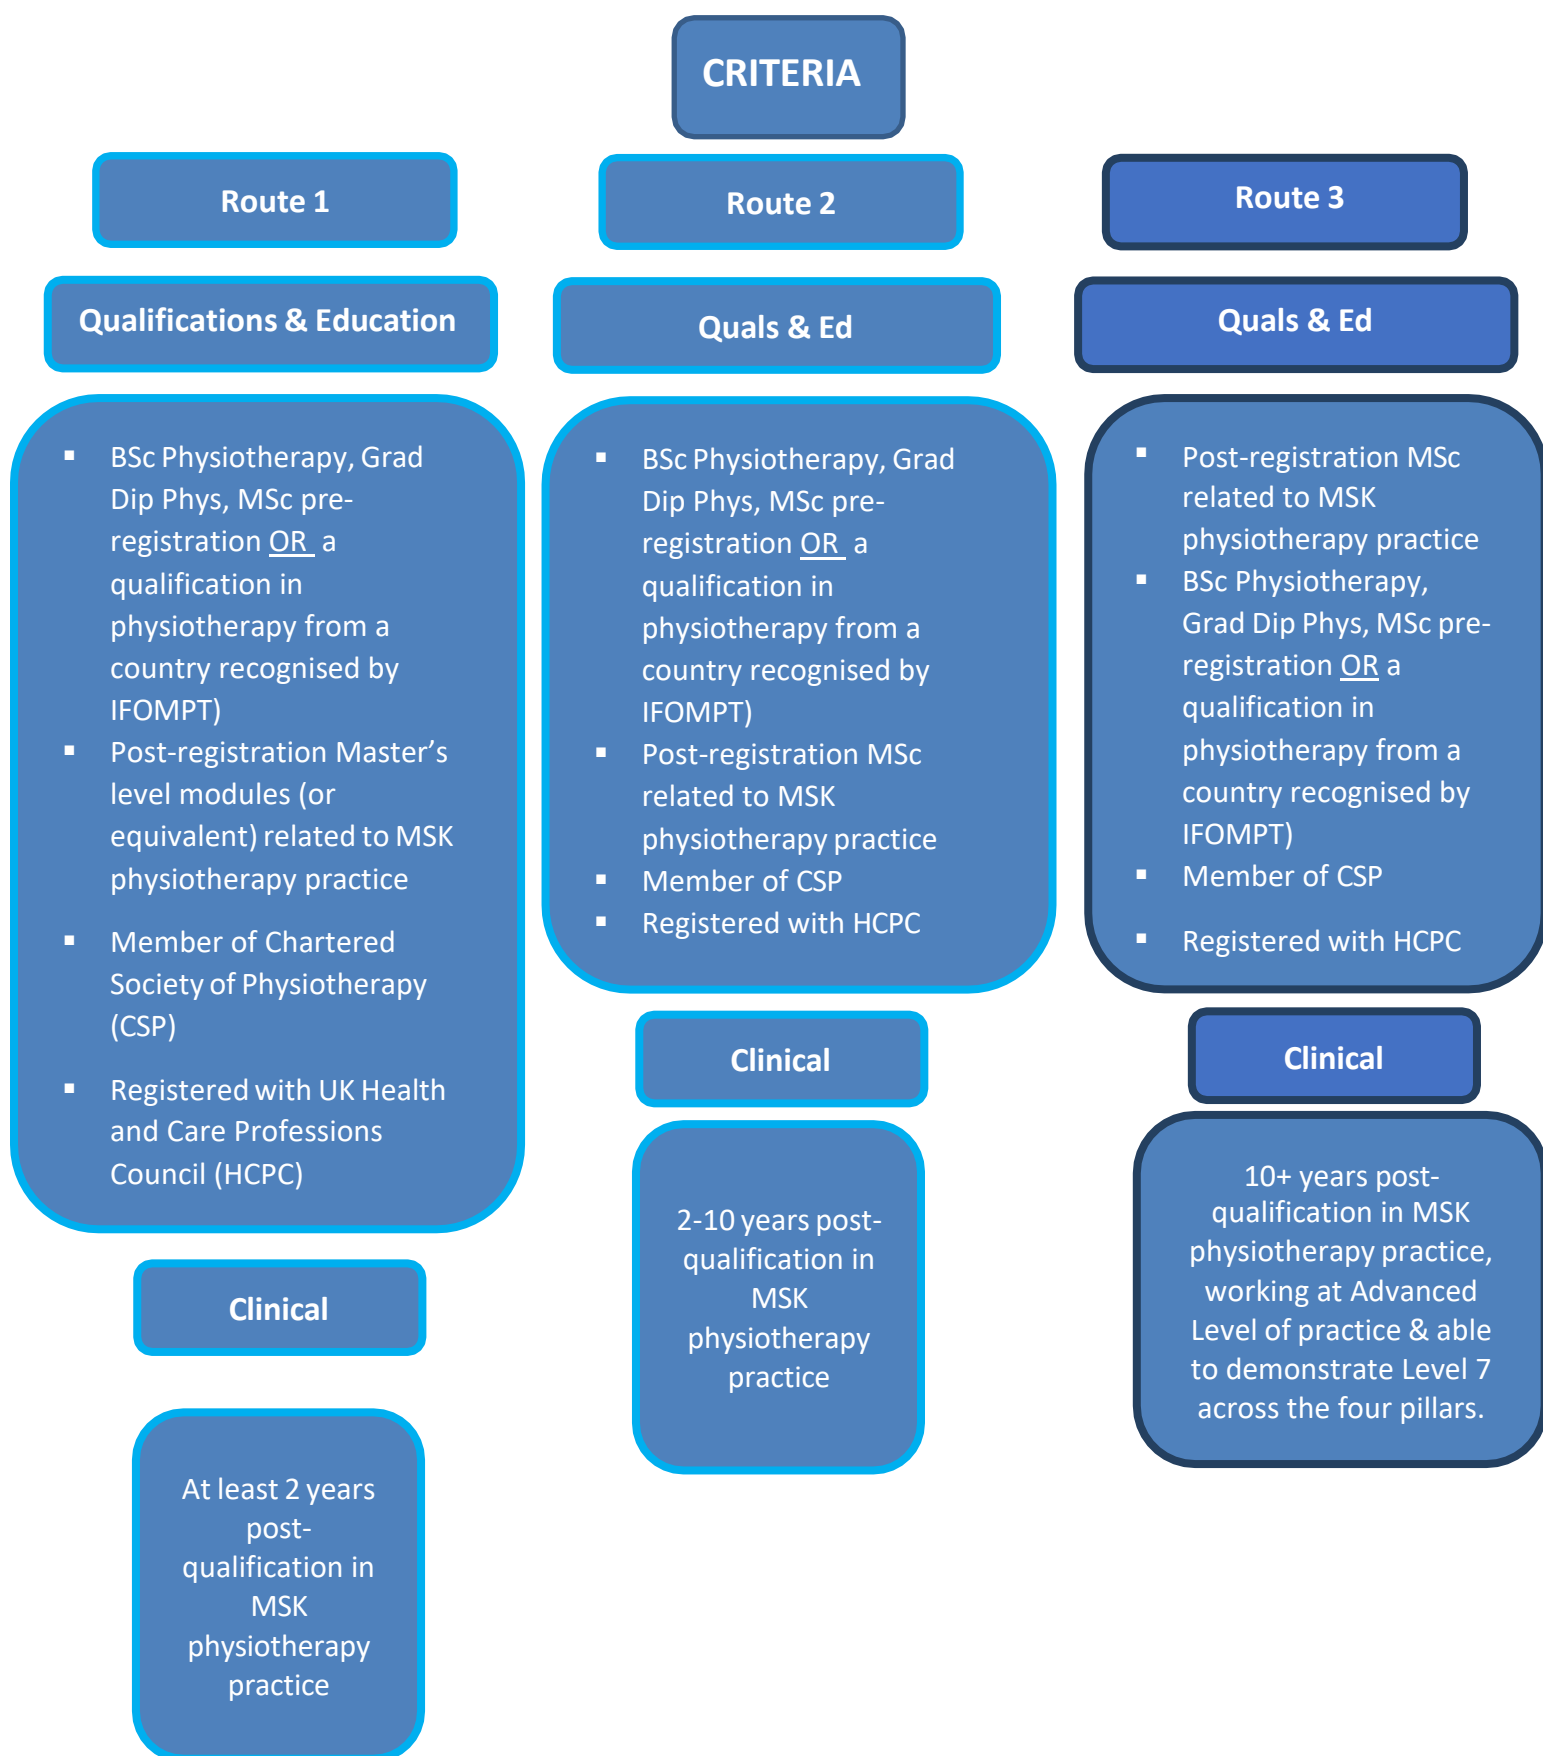 CRITERIA
Route 1
Qualifications & Education
▪ BSc Physiotherapy, Grad
Dip Phys, MSc pre-
registration OR a
qualification in
physiotherapy from a
country recognised by
IFOMPT)
▪ Post-registration Master’s
level modules (or
equivalent) related to MSK
physiotherapy practice
▪ Member of Chartered
Society of Physiotherapy
(CSP)
▪ Registered with UK Health
and Care Professions
Council (HCPC)
Clinical
At least 2 years
post-
qualification in
MSK
physiotherapy
practice
Route 2
Quals & Ed
▪ BSc Physiotherapy, Grad
Dip Phys, MSc pre-
registration OR a
qualification in
physiotherapy from a
country recognised by
IFOMPT)
▪ Post-registration MSc
related to MSK
physiotherapy practice
▪ Member of CSP
▪ Registered with HCPC
Clinical
2-10 years post-
qualification in
MSK
physiotherapy
practice
Route 3
Quals & Ed
▪ Post-registration MSc
related to MSK
physiotherapy practice
▪ BSc Physiotherapy,
Grad Dip Phys, MSc pre-
registration OR a
qualification in
physiotherapy from a
country recognised by
IFOMPT)
▪ Member of CSP
▪ Registered with HCPC
Clinical
10+ years post-
qualification in MSK
physiotherapy practice,
working at Advanced
Level of practice & able
to demonstrate Level 7
across the four pillars.